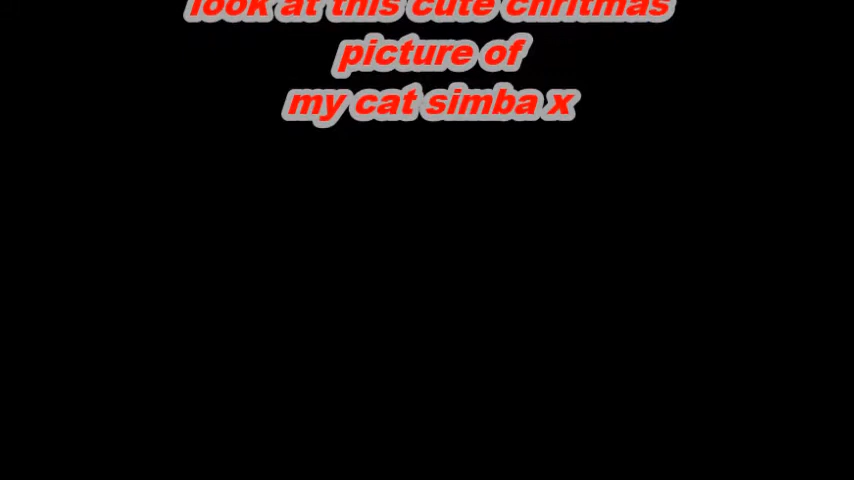 look at this cute chritmas
picture of
my cat simba x